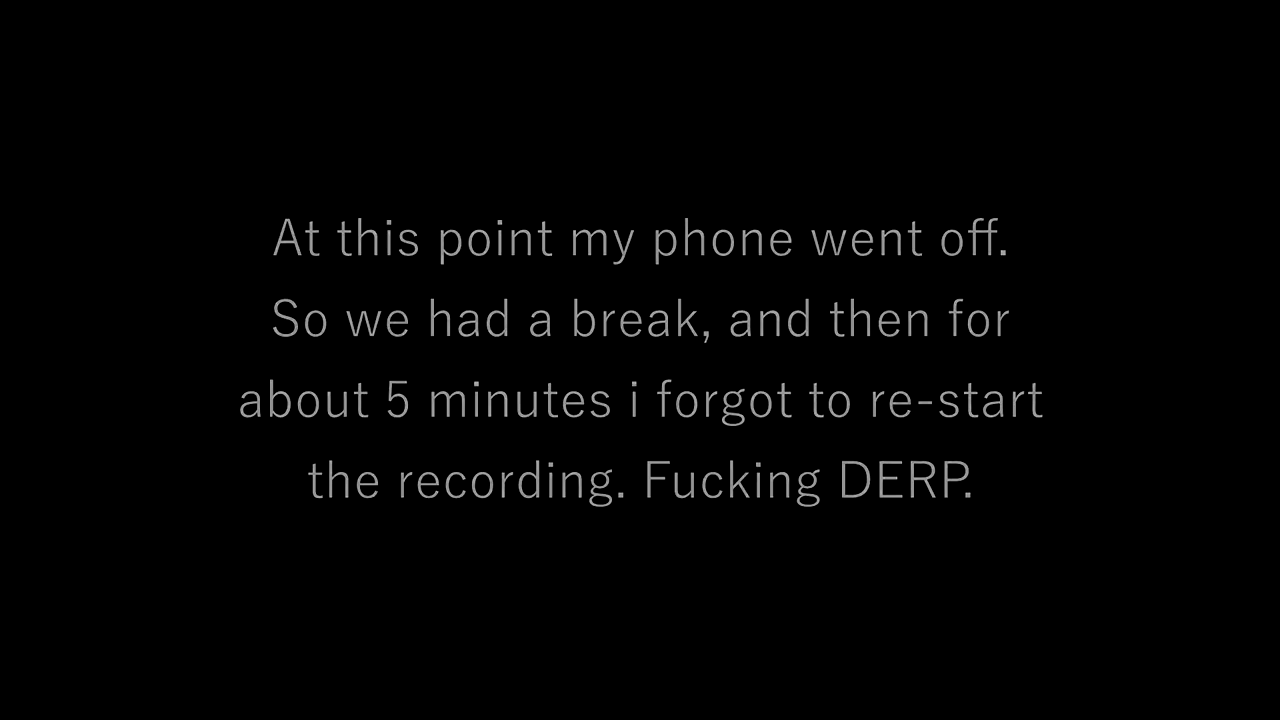 At this point my phone went off.
So we had a break, and then for
about 5 minutes i forgot to re-start
the recording. Fucking DERP.